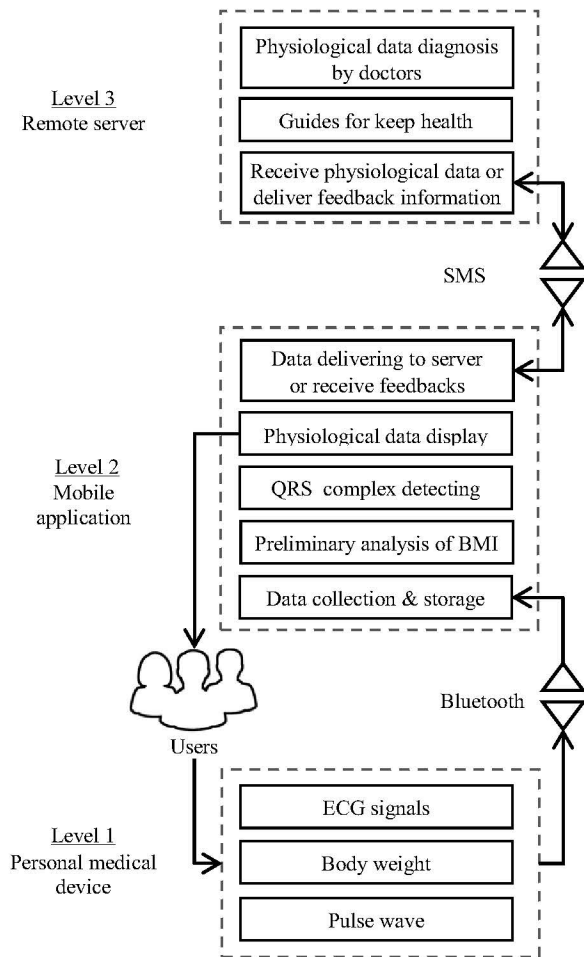 Physiological data diagnosis
by doctors
Level 3
Remote server
Guides for keep health
Receive physiological data or
deliver feedback information
SMS
Data delivering to server
or receive feedbacks
Physiological data display
Level 2
Mobile
application
QRS complex detecting
Preliminary analysis of BMI
Data collection & storage
Bluetooth
Users
ECG signals
Level 1
Personal medical
device
Body weight
Pulse wave